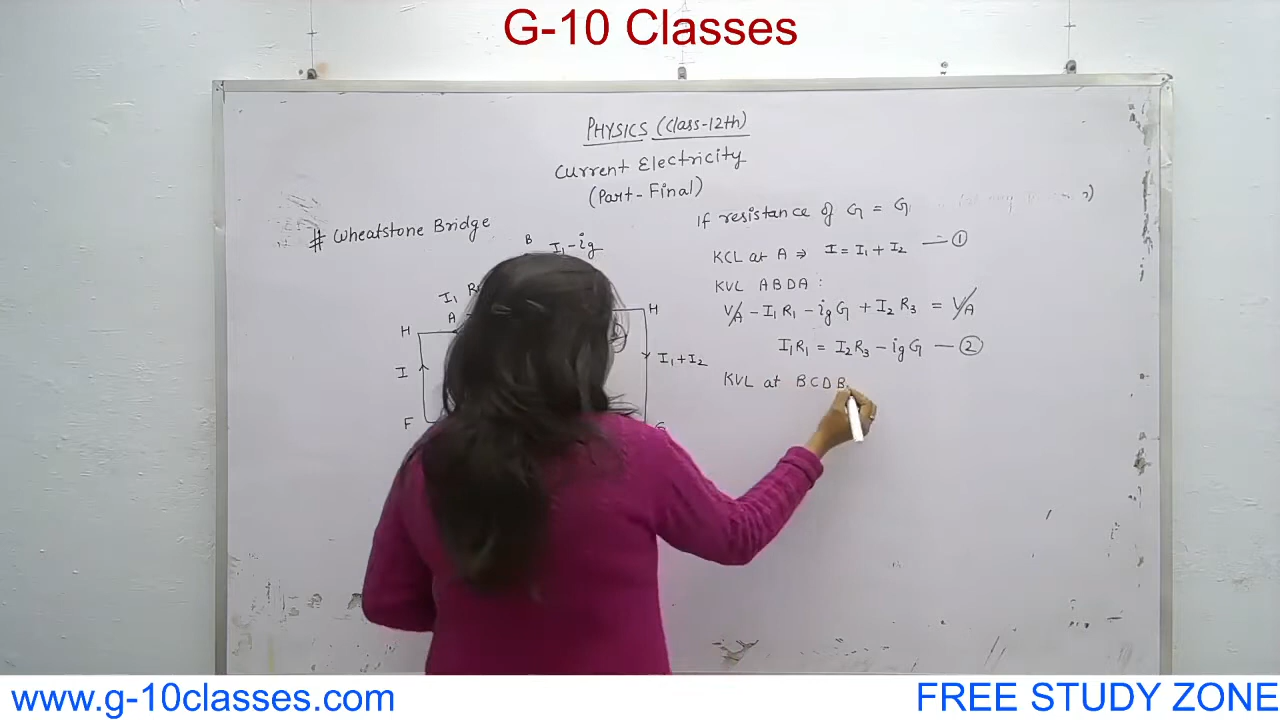 G-10 Classes
PHYSICS (Class-12th)
Current Electricity
(Part-Final)
# Wheatstone Bridge
B I₁-ig
I₁ R
A
H
I
F
H
I₁+I₂
G
If resistance of G = G
KCL at A ⇒ I = I₁ + I₂ — ①
KVL ABDA :
VA - I₁R₁ - igG + I₂R₃ = VA
I₁R₁ = I₂R₃ - igG — ②
KVL at BCDB
www.g-10classes.com
FREE STUDY ZONE